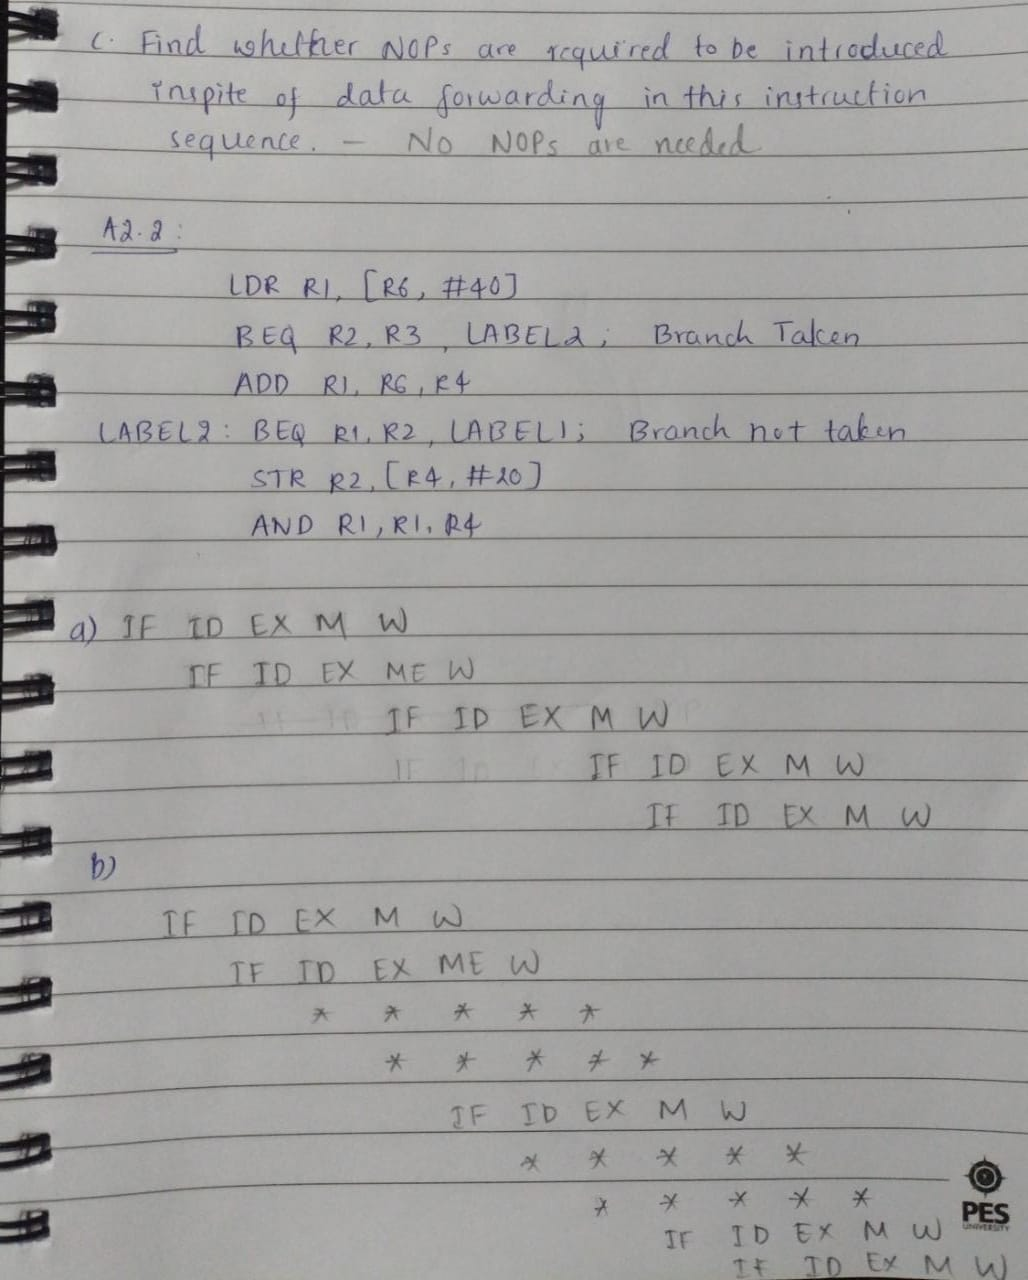 c. Find whether NOPs are required to be introduced
inspite of data forwarding in this instruction
sequence. – No NOPs are needed
A2.2:
LDR R1, [R6, #40]
BEQ R2, R3, LABEL2; Branch Taken
ADD R1, R6, R4
LABEL2: BEQ R1, R2, LABEL1; Branch not taken
STR R2, [R4, #20]
AND R1, R1, R4
a) IF ID EX M W
IF ID EX ME W
IF ID EX M W
IF ID EX M W
IF ID EX M W
b)
IF ID EX M W
IF ID EX ME W
* * * * *
* * * * *
IF ID EX M W
* * * * *
* * * * *
IF ID EX M W
IF ID EX M W
PES
UNIVERSITY